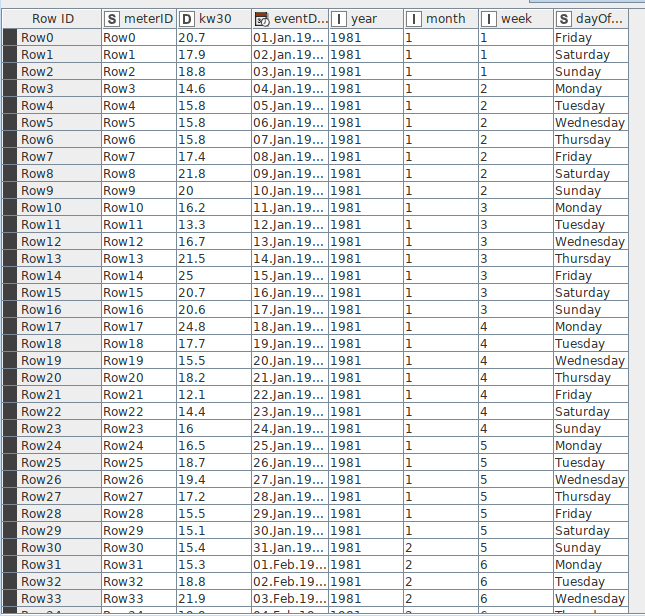 Row ID S meterID D kw30 eventD... I year I month I week S dayOf...
Row0 Row0 20.7 01.Jan.19... 1981 1 1 Friday
Row1 Row1 17.9 02.Jan.19... 1981 1 1 Saturday
Row2 Row2 18.8 03.Jan.19... 1981 1 1 Sunday
Row3 Row3 14.6 04.Jan.19... 1981 1 2 Monday
Row4 Row4 15.8 05.Jan.19... 1981 1 2 Tuesday
Row5 Row5 15.8 06.Jan.19... 1981 1 2 Wednesday
Row6 Row6 15.8 07.Jan.19... 1981 1 2 Thursday
Row7 Row7 17.4 08.Jan.19... 1981 1 2 Friday
Row8 Row8 21.8 09.Jan.19... 1981 1 2 Saturday
Row9 Row9 20 10.Jan.19... 1981 1 2 Sunday
Row10 Row10 16.2 11.Jan.19... 1981 1 3 Monday
Row11 Row11 13.3 12.Jan.19... 1981 1 3 Tuesday
Row12 Row12 16.7 13.Jan.19... 1981 1 3 Wednesday
Row13 Row13 21.5 14.Jan.19... 1981 1 3 Thursday
Row14 Row14 25 15.Jan.19... 1981 1 3 Friday
Row15 Row15 20.7 16.Jan.19... 1981 1 3 Saturday
Row16 Row16 20.6 17.Jan.19... 1981 1 3 Sunday
Row17 Row17 24.8 18.Jan.19... 1981 1 4 Monday
Row18 Row18 17.7 19.Jan.19... 1981 1 4 Tuesday
Row19 Row19 15.5 20.Jan.19... 1981 1 4 Wednesday
Row20 Row20 18.2 21.Jan.19... 1981 1 4 Thursday
Row21 Row21 12.1 22.Jan.19... 1981 1 4 Friday
Row22 Row22 14.4 23.Jan.19... 1981 1 4 Saturday
Row23 Row23 16 24.Jan.19... 1981 1 4 Sunday
Row24 Row24 16.5 25.Jan.19... 1981 1 5 Monday
Row25 Row25 18.7 26.Jan.19... 1981 1 5 Tuesday
Row26 Row26 19.4 27.Jan.19... 1981 1 5 Wednesday
Row27 Row27 17.2 28.Jan.19... 1981 1 5 Thursday
Row28 Row28 15.5 29.Jan.19... 1981 1 5 Friday
Row29 Row29 15.1 30.Jan.19... 1981 1 5 Saturday
Row30 Row30 15.4 31.Jan.19... 1981 2 5 Sunday
Row31 Row31 15.3 01.Feb.19... 1981 2 6 Monday
Row32 Row32 18.8 02.Feb.19... 1981 2 6 Tuesday
Row33 Row33 21.9 03.Feb.19... 1981 2 6 Wednesday